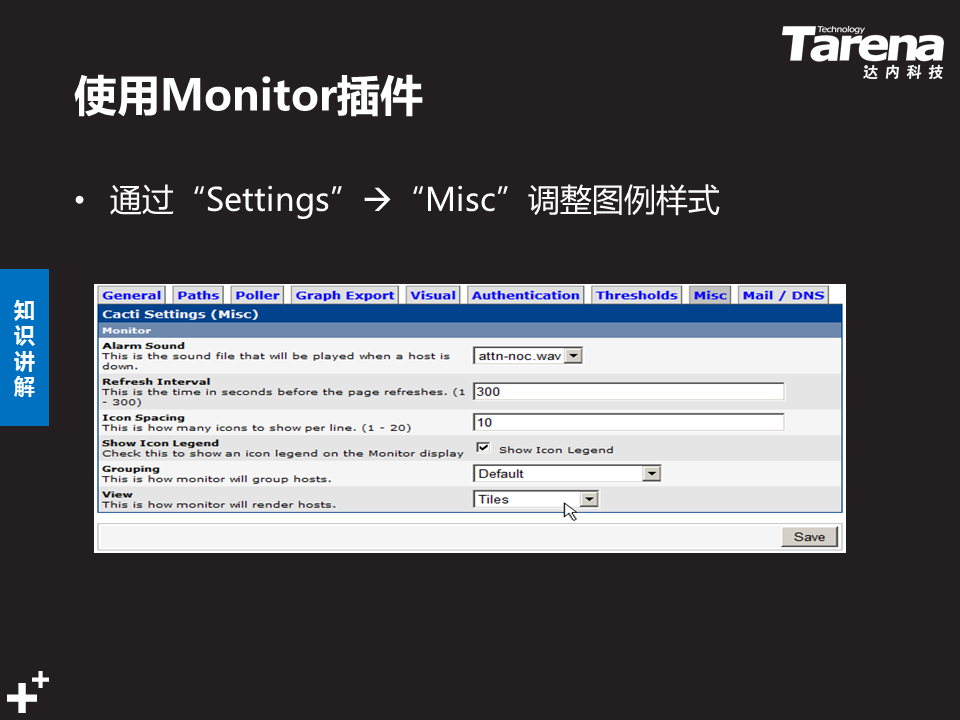 Technology
Tarena
达内科技
使用Monitor插件
• 通过“Settings”→“Misc”调整图例样式
知
识
讲
解
General Paths Poller Graph Export Visual Authentication Thresholds Misc Mail / DNS
Cacti Settings (Misc)
Monitor
Alarm Sound
This is the sound file that will be played when a host is
down.
attn-noc.wav
Refresh Interval
This is the time in seconds before the page refreshes. (1
- 300)
300
Icon Spacing
This is how many icons to show per line. (1 - 20)
10
Show Icon Legend
Check this to show an icon legend on the Monitor display
Show Icon Legend
Grouping
This is how monitor will group hosts.
Default
View
This is how monitor will render hosts.
Tiles
Save